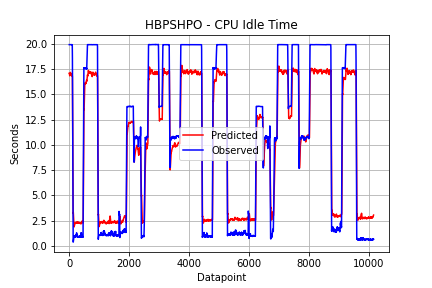 HBPSHPO - CPU Idle Time
20.0
17.5
15.0
12.5
10.0
7.5
5.0
2.5
0.0
Seconds
Predicted
Observed
0 2000 4000 6000 8000 10000
Datapoint